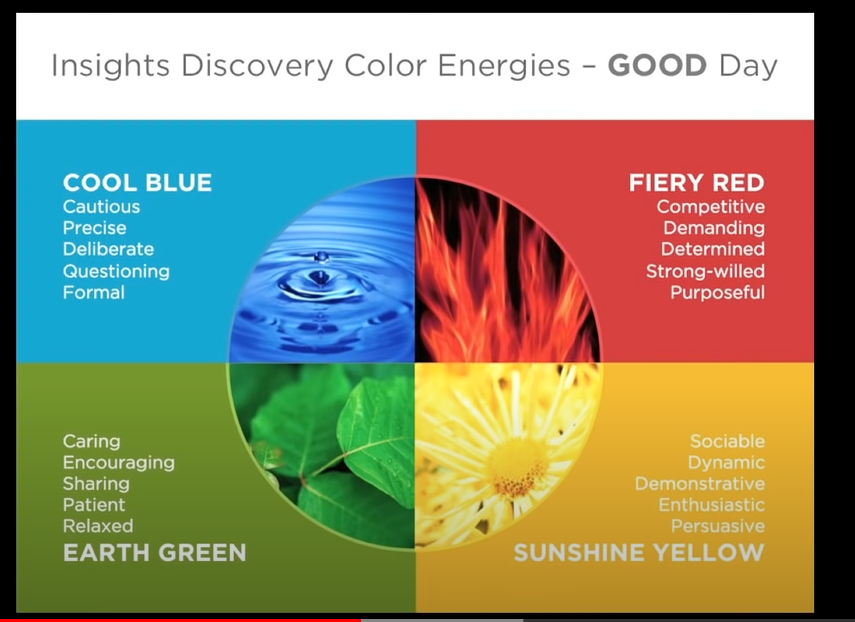 Insights Discovery Color Energies – GOOD Day
COOL BLUE
Cautious
Precise
Deliberate
Questioning
Formal
FIERY RED
Competitive
Demanding
Determined
Strong-willed
Purposeful
Caring
Encouraging
Sharing
Patient
Relaxed
EARTH GREEN
Sociable
Dynamic
Demonstrative
Enthusiastic
Persuasive
SUNSHINE YELLOW